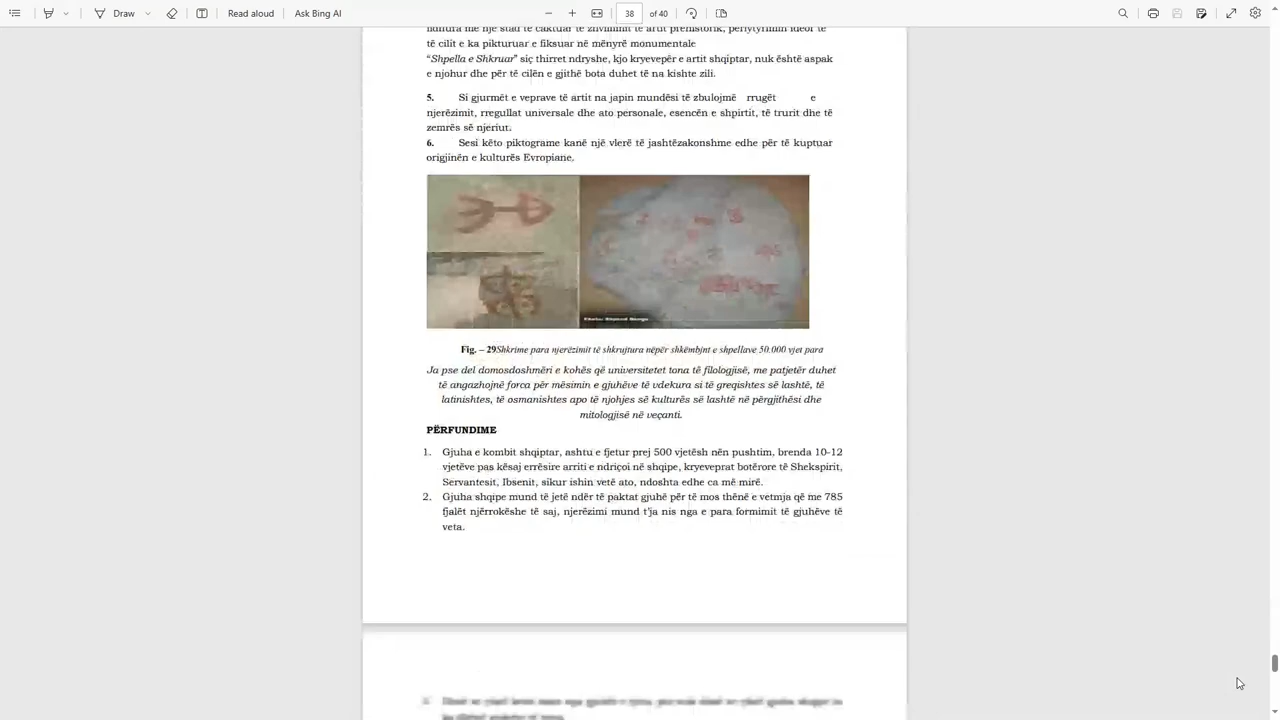 Draw
Read aloud
Ask Bing AI
38
of 40
të cilit e ka pikturuar e fiksuar në mënyrë monumentale
“Shpella e Shkruar” siç thirret ndryshe, kjo kryevepër e artit shqiptar, nuk është aspak
e njohur dhe për të cilën e gjithë bota duhet të na kishte zili.
5. Si gjurmët e veprave të artit na japin mundësi të zbulojmë rrugët e
njerëzimit, rregullat universale dhe ato personale, esencën e shpirtit, të trurit dhe të
zemrës së njeriut.
6. Sesi këto piktograme kanë një vlerë të jashtëzakonshme edhe për të kuptuar
origjinën e kulturës Evropiane,
Fig. – 29Shkrime para njerëzimit të shkrujtura nëpër shkëmbjnt e shpellave 50.000 vjet para
Ja pse del domosdoshmëri e kohës që universitetet tona të filologjisë, me patjetër duhet
të angazhojnë forca për mësimin e gjuhëve të vdekura si të greqishtes së lashtë, të
latinishtes, të osmanishtes apo të njohjes së kulturës së lashtë në përgjithësi dhe
mitologjisë në veçanti.
PËRFUNDIME
1. Gjuha e kombit shqiptar, ashtu e fjetur prej 500 vjetësh nën pushtim, brenda 10-12
vjetëve pas kësaj errësire arriti e ndriçoi në shqipe, kryeveprat botërore të Shekspirit,
Servantesit, Ibsenit, sikur ishin vetë ato, ndoshta edhe ca më mirë.
2. Gjuha shqipe mund të jetë ndër të paktat gjuhë për të mos thënë e vetmja që me 785
fjalët njërrokëshe të saj, njerëzimi mund t’ja nis nga e para formimit të gjuhëve të
veta.